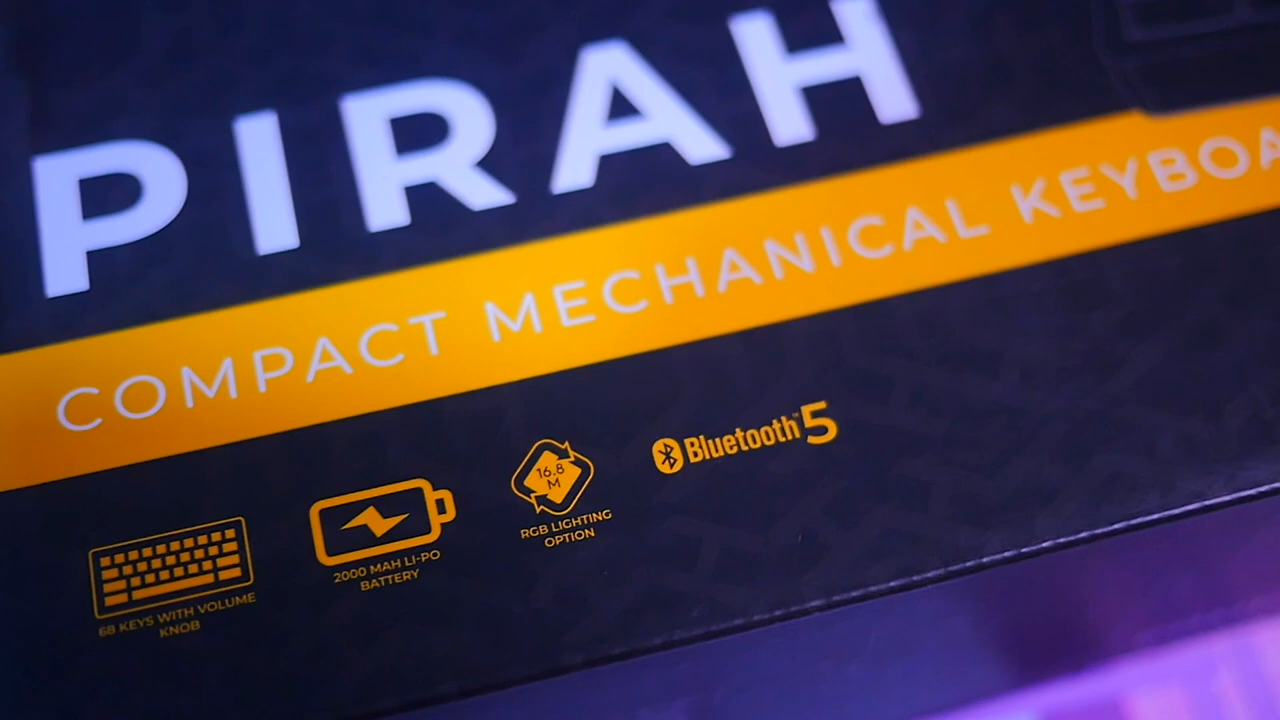 PIRAH
COMPACT MECHANICAL KEYBOA
68 KEYS WITH VOLUME
KNOB
2000 MAH LI-PO
BATTERY
16.8
M
RGB LIGHTING
OPTION
Bluetooth™ 5